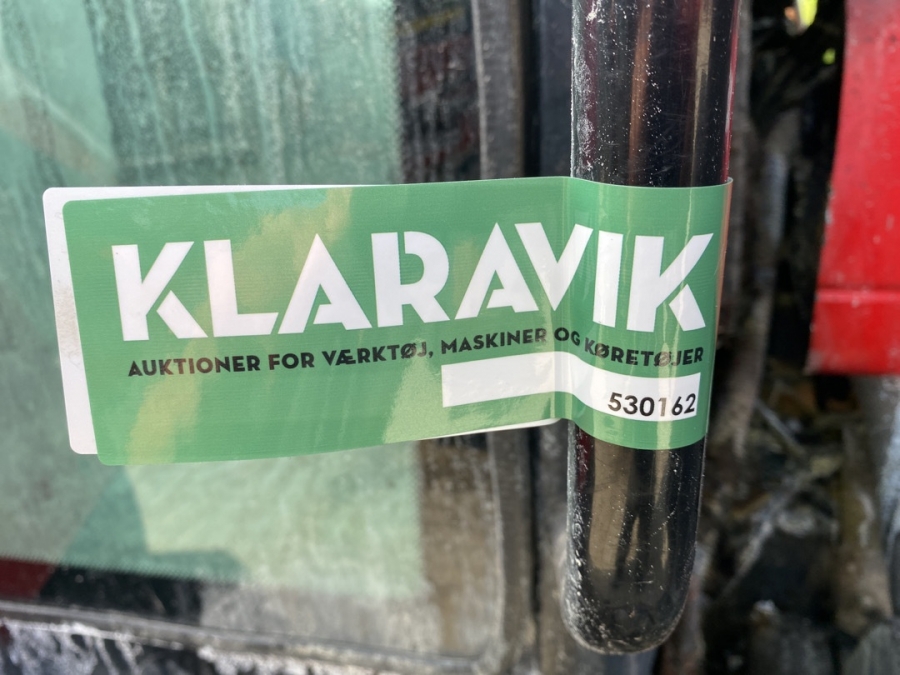 KLARAVIK
AUKTIONER FOR VÆRKTØJ, MASKINER OG KØRETØJER
530162